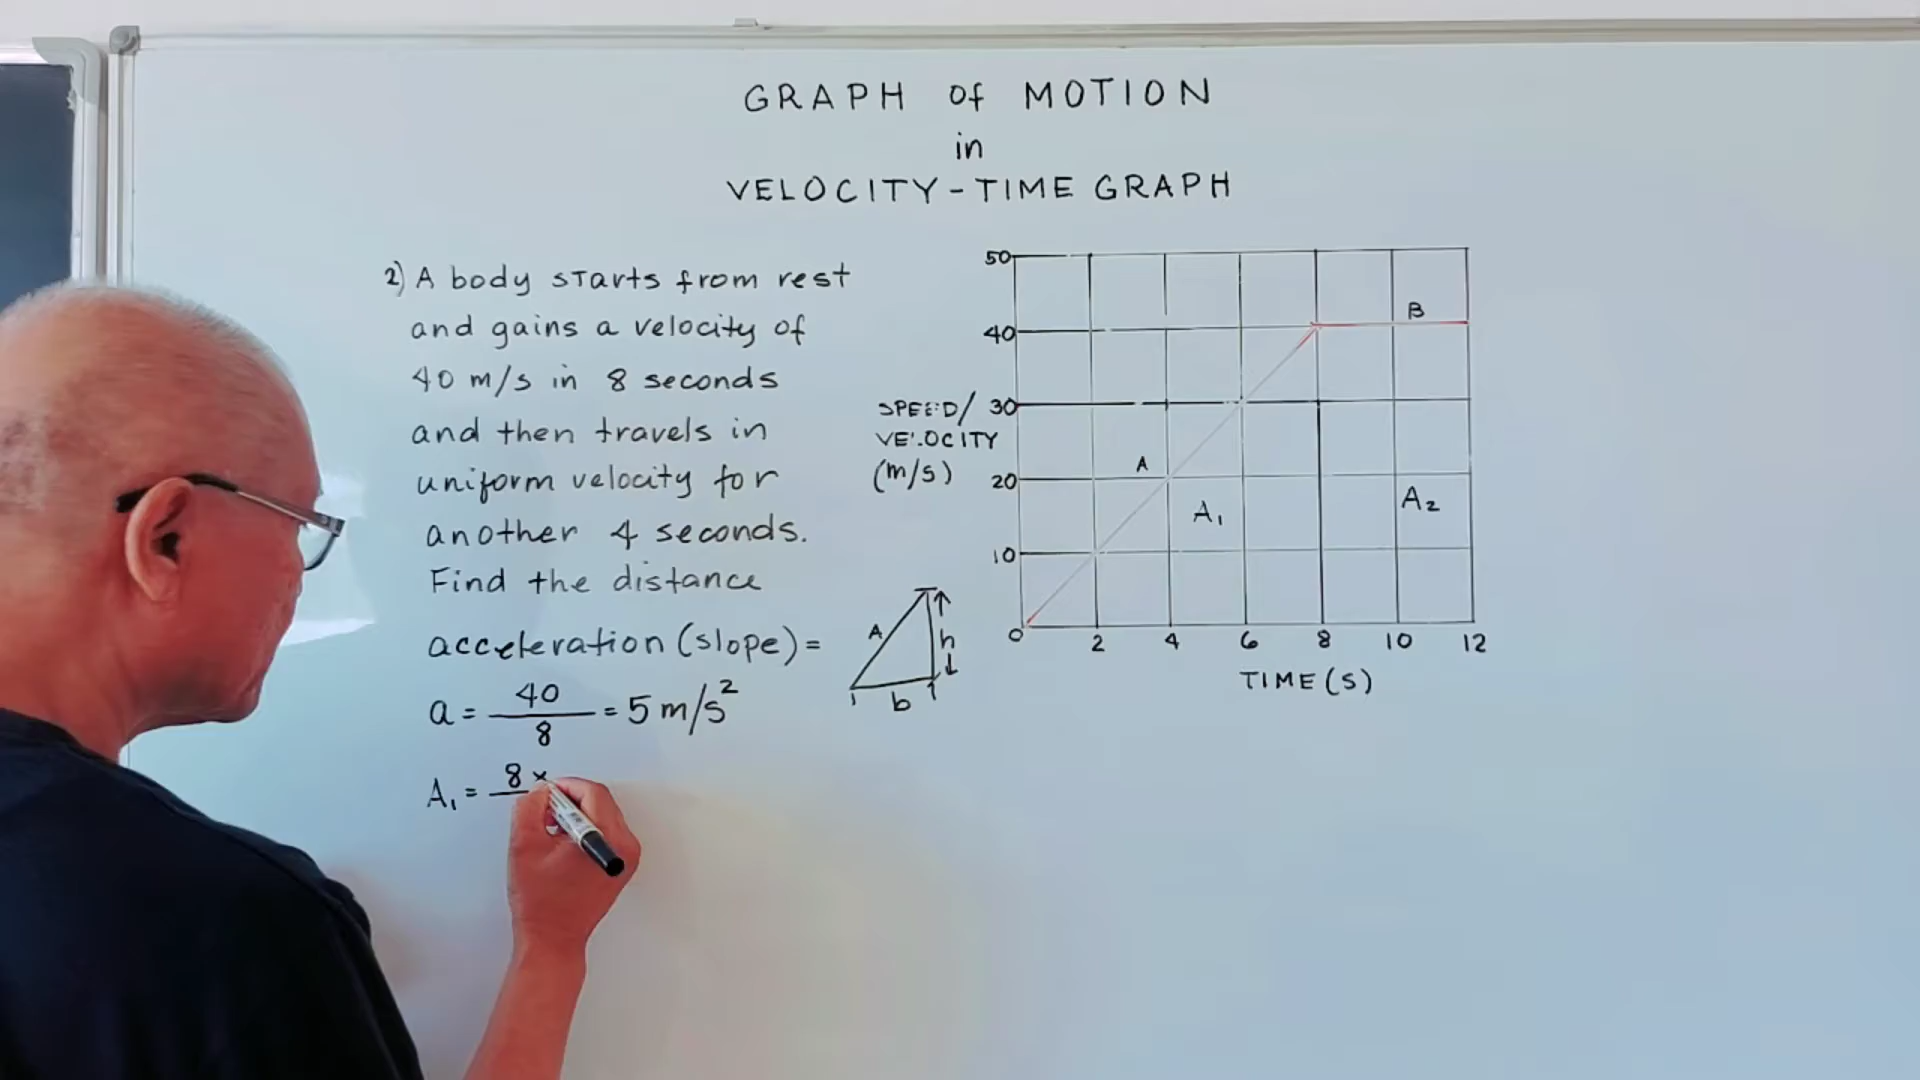 GRAPH of MOTION
in
VELOCITY-TIME GRAPH
2) A body starts from rest
and gains a velocity of
40 m/s in 8 seconds
and then travels in
uniform velocity for
another 4 seconds.
Find the distance
acceleration (slope) =
a = 40/8 = 5 m/s²
A₁ = 8 x
A
h
b
SPEED/
VELOCITY
(m/s)
50
40
30
20
10
0 2 4 6 8 10 12
TIME (S)
B
A
A₁
A₂